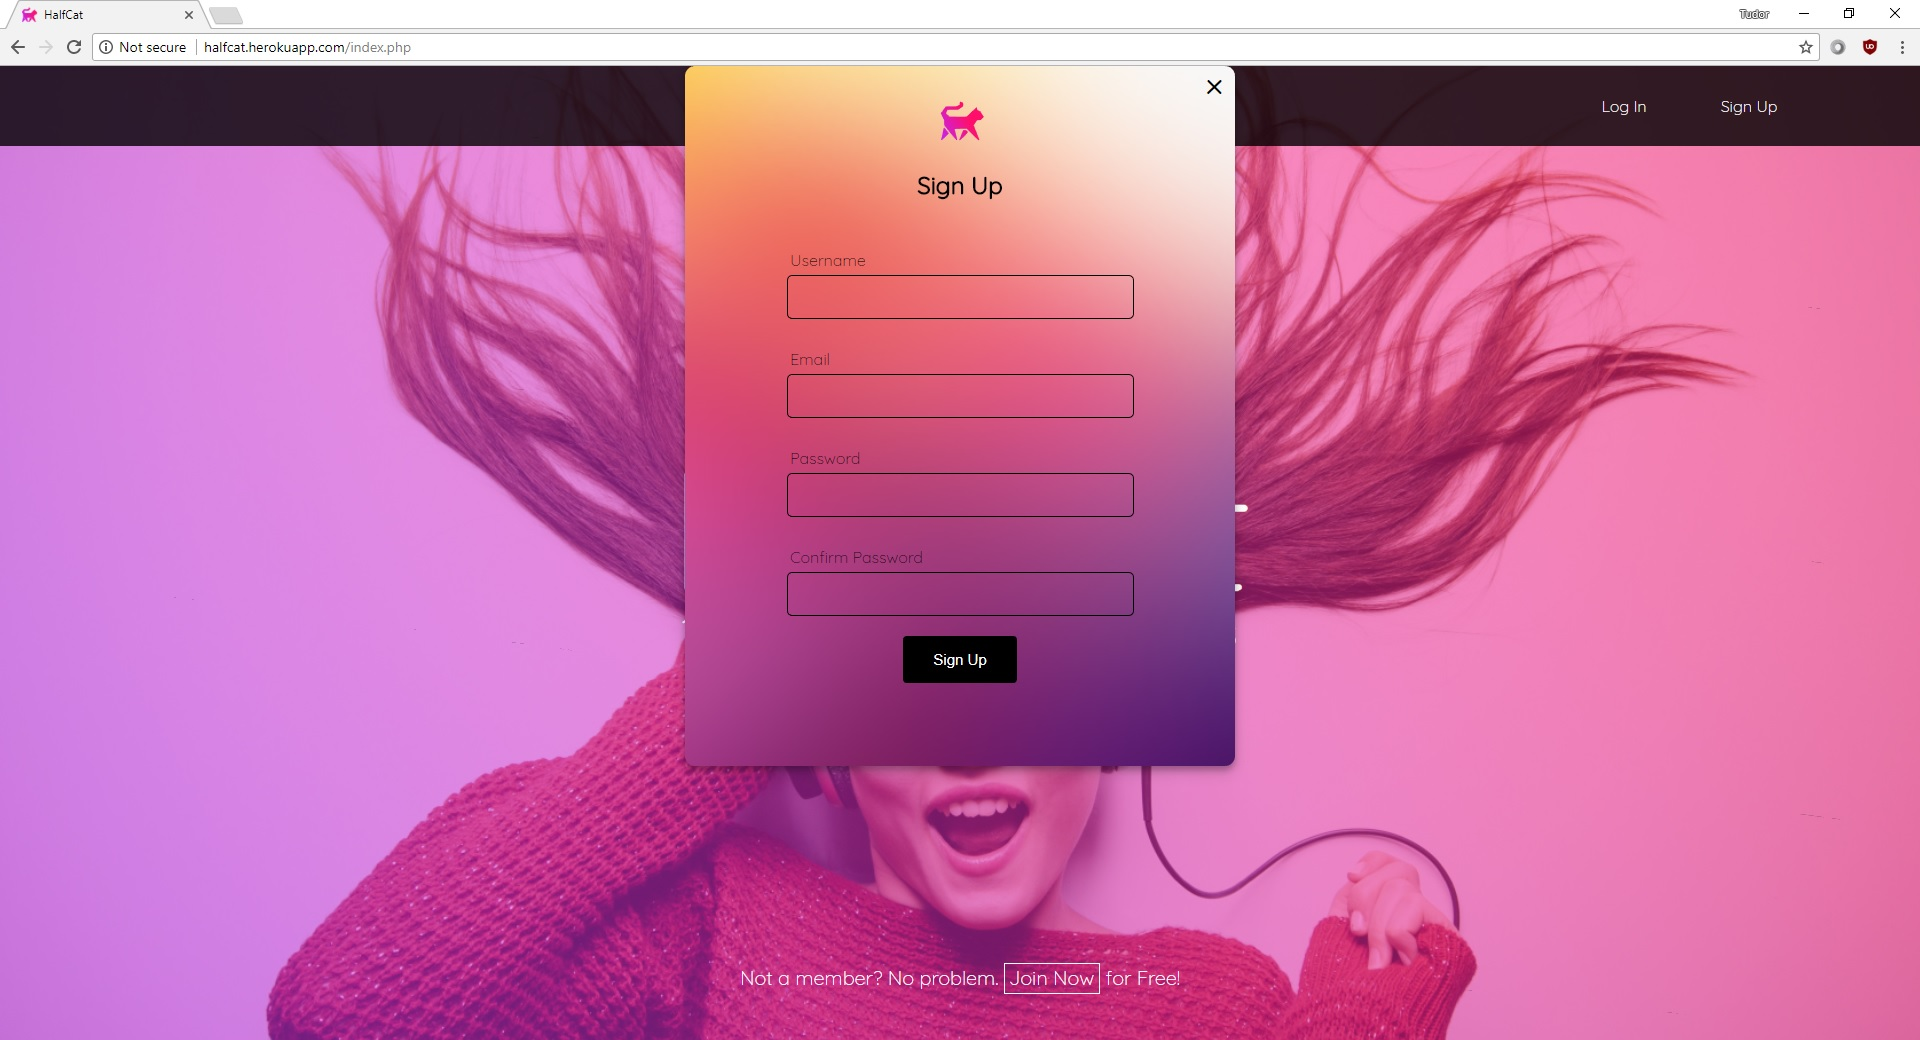 HalfCat
Tudor
Not secure
halfcat.herokuapp.com/index.php
Log In
Sign Up
Sign Up
Username
Email
Password
Confirm Password
Sign Up
Not a member? No problem. Join Now for Free!